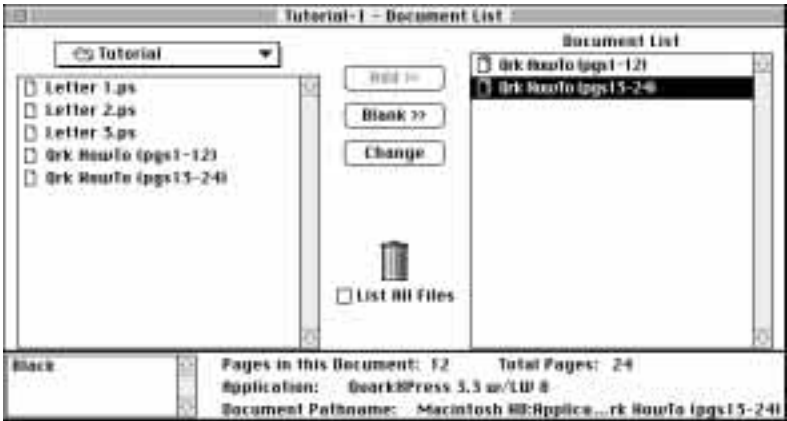 Tutorial-1 - Document List
Tutorial
Letter 1.ps
Letter 2.ps
Letter 3.ps
Qrk HowTo (pgs1-12)
Qrk HowTo (pgs13-24)
Add >>
Blank >>
Change
List All Files
Document List
Qrk HowTo (pgs1-12)
Qrk HowTo (pgs13-24)
Black
Pages in this Document: 12 Total Pages: 24
Application: QuarkXPress 3.3 w/LW 8
Document Pathname: Macintosh HD:Applica...rk HowTo (pgs13-24)